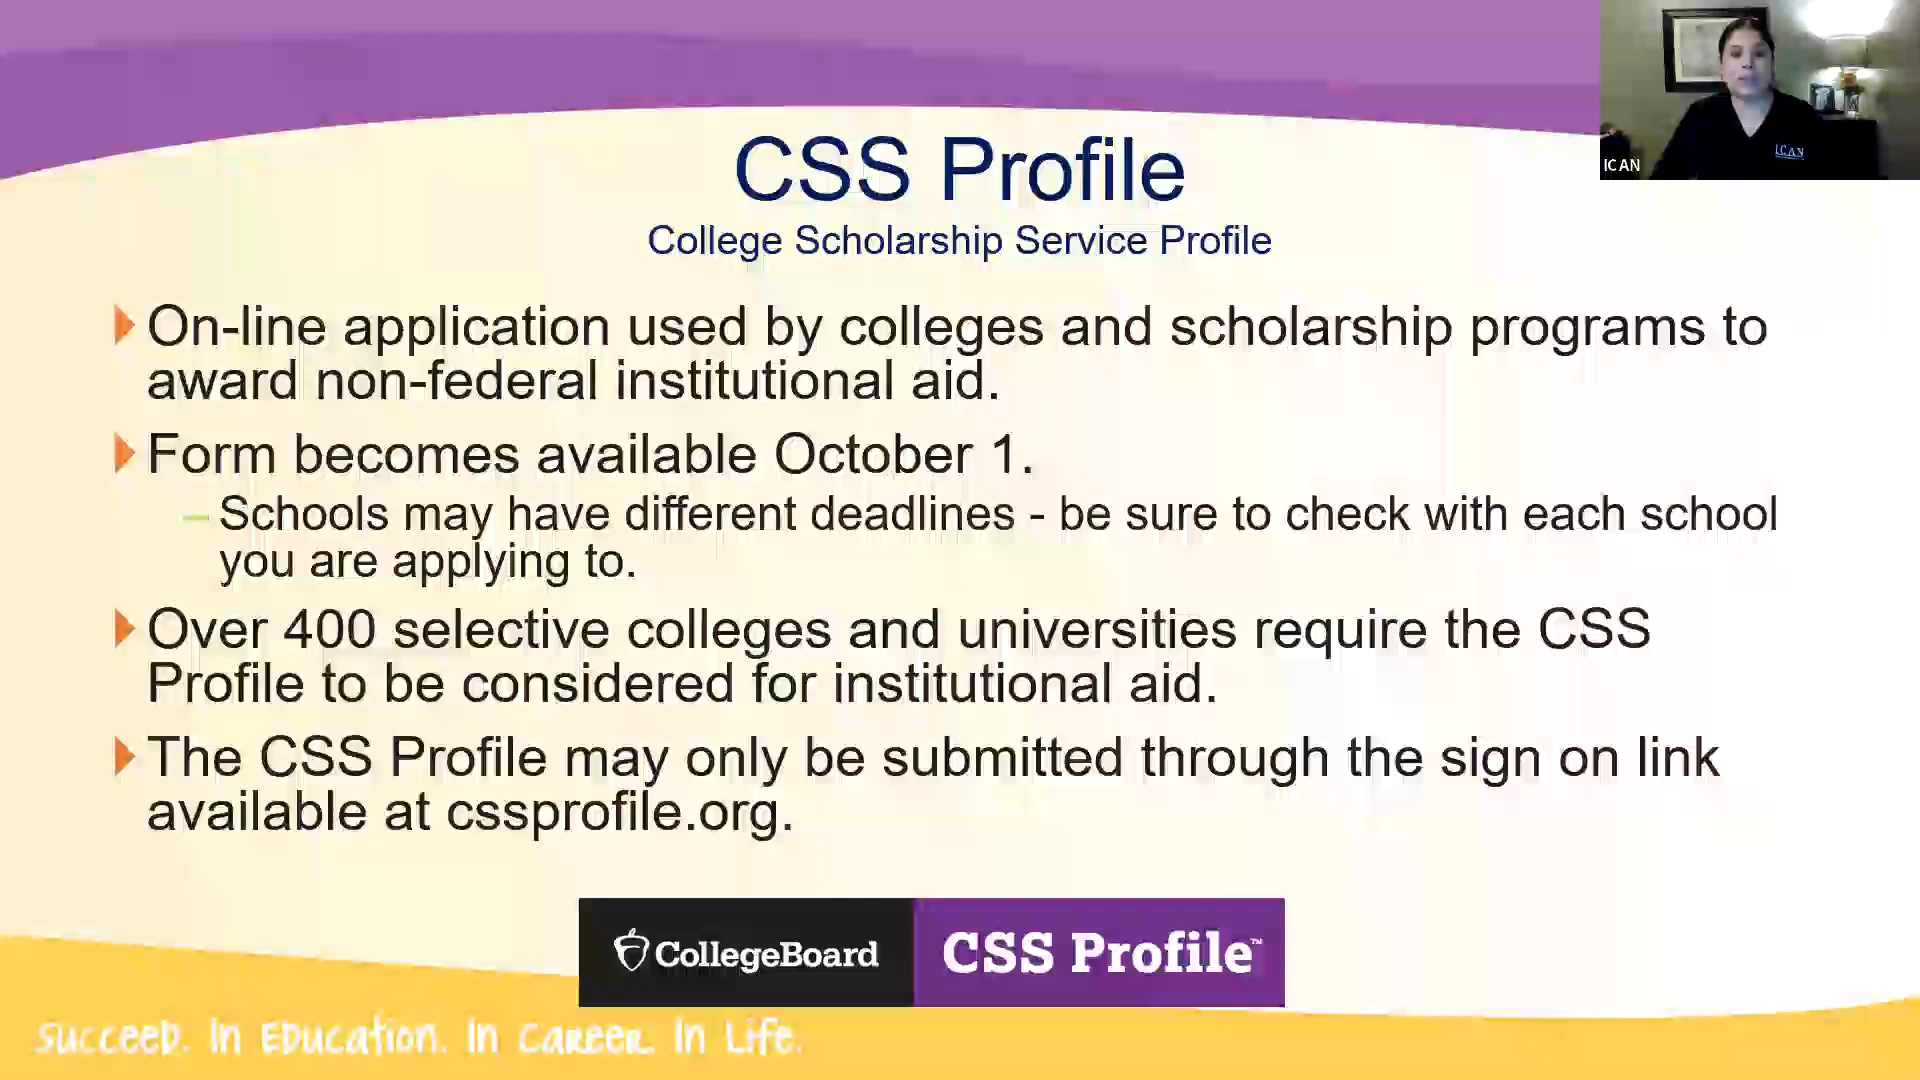 CSS Profile
College Scholarship Service Profile
ICAN
ICAN
On-line application used by colleges and scholarship programs to
award non-federal institutional aid.
Form becomes available October 1.
– Schools may have different deadlines - be sure to check with each school
you are applying to.
Over 400 selective colleges and universities require the CSS
Profile to be considered for institutional aid.
The CSS Profile may only be submitted through the sign on link
available at cssprofile.org.
CollegeBoard CSS Profile™
Succeed. In Education. In Career. In Life.